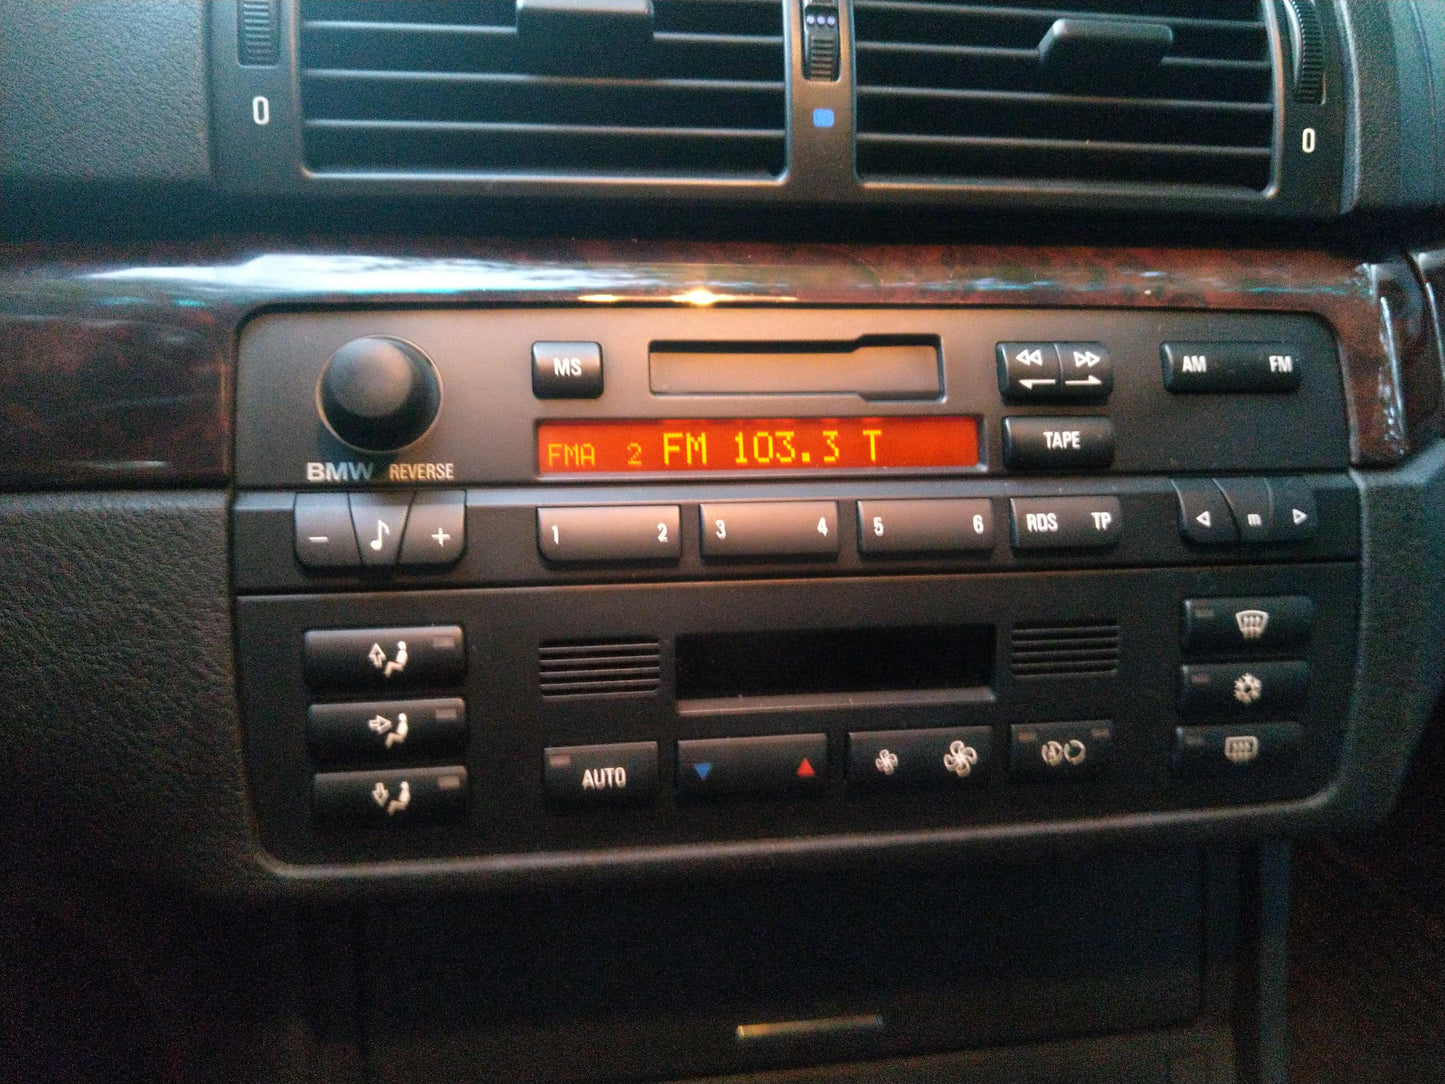 0
0
MS
AM FM
FMA 2 FM 103.3 T
TAPE
BMW REVERSE
- +
1 2 3 4 5 6 RDS TP m
AUTO